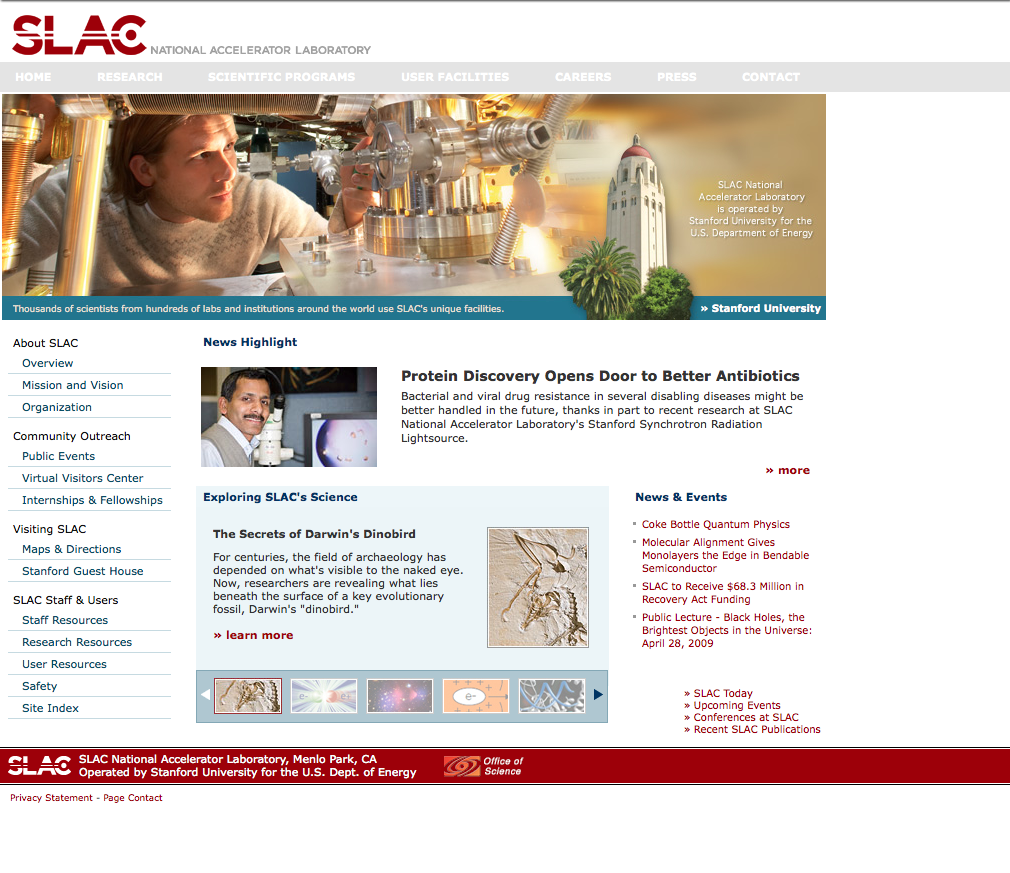 SLAC NATIONAL ACCELERATOR LABORATORY
HOME RESEARCH SCIENTIFIC PROGRAMS USER FACILITIES CAREERS PRESS CONTACT
SLAC National
Accelerator Laboratory
is operated by
Stanford University for the
U.S. Department of Energy
Thousands of scientists from hundreds of labs and institutions around the world use SLAC's unique facilities.
» Stanford University
About SLAC
Overview
Mission and Vision
Organization
Community Outreach
Public Events
Virtual Visitors Center
Internships & Fellowships
Visiting SLAC
Maps & Directions
Stanford Guest House
SLAC Staff & Users
Staff Resources
Research Resources
User Resources
Safety
Site Index
News Highlight
Protein Discovery Opens Door to Better Antibiotics
Bacterial and viral drug resistance in several disabling diseases might be
better handled in the future, thanks in part to recent research at SLAC
National Accelerator Laboratory's Stanford Synchrotron Radiation
Lightsource.
» more
Exploring SLAC's Science
The Secrets of Darwin's Dinobird
For centuries, the field of archaeology has
depended on what's visible to the naked eye.
Now, researchers are revealing what lies
beneath the surface of a key evolutionary
fossil, Darwin's "dinobird."
» learn more
News & Events
Coke Bottle Quantum Physics
Molecular Alignment Gives
Monolayers the Edge in Bendable
Semiconductor
SLAC to Receive $68.3 Million in
Recovery Act Funding
Public Lecture - Black Holes, the
Brightest Objects in the Universe:
April 28, 2009
» SLAC Today
» Upcoming Events
» Conferences at SLAC
» Recent SLAC Publications
SLAC
SLAC National Accelerator Laboratory, Menlo Park, CA
Operated by Stanford University for the U.S. Dept. of Energy
Office of
Science
Privacy Statement - Page Contact